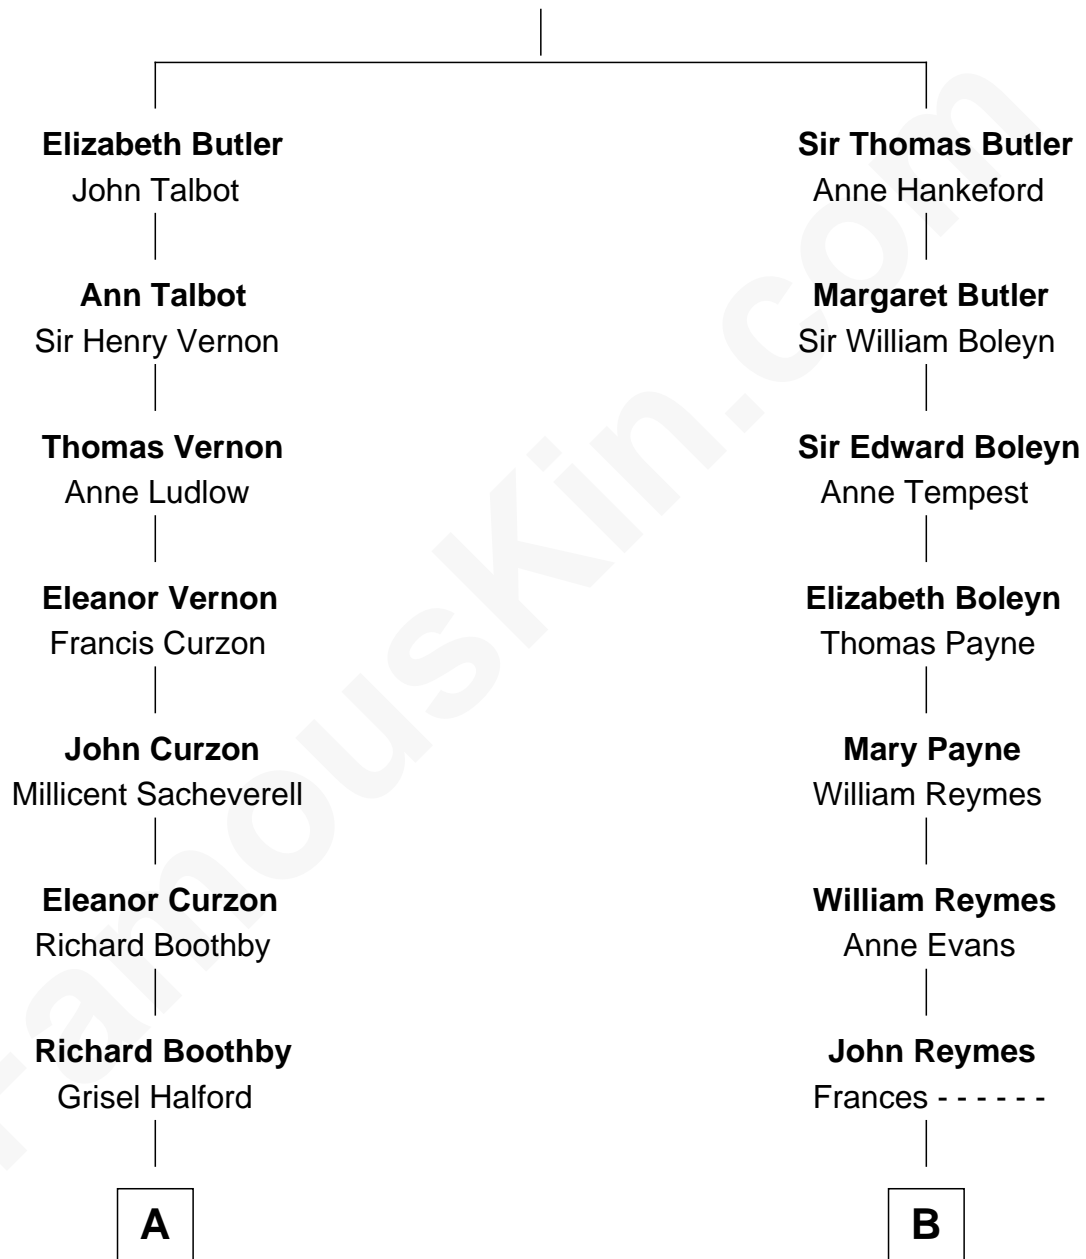 Elizabeth Butler
John Talbot
Ann Talbot
Sir Henry Vernon
Thomas Vernon
Anne Ludlow
Eleanor Vernon
Francis Curzon
John Curzon
Millicent Sacheverell
Eleanor Curzon
Richard Boothby
Richard Boothby
Grisel Halford
A
Sir Thomas Butler
Anne Hankeford
Margaret Butler
Sir William Boleyn
Sir Edward Boleyn
Anne Tempest
Elizabeth Boleyn
Thomas Payne
Mary Payne
William Reymes
William Reymes
Anne Evans
John Reymes
Frances - - - - - -
B
FamousKin.com